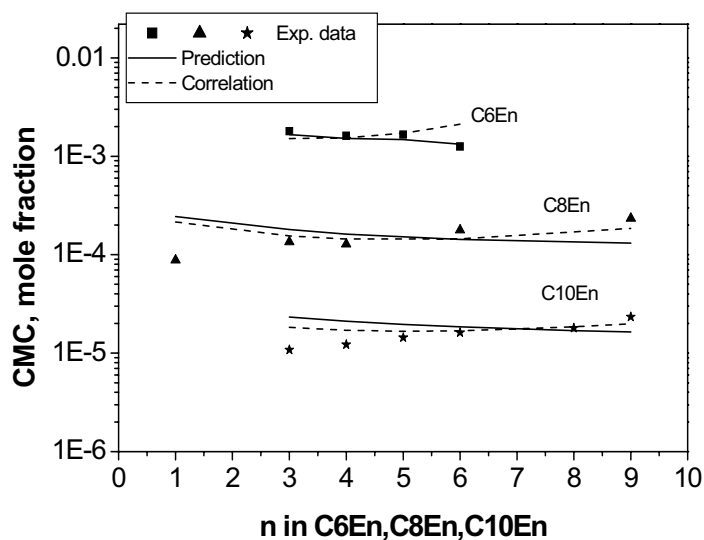 Exp. data
Prediction
Correlation
0.01
1E-3
1E-4
1E-5
1E-6
CMC, mole fraction
C6En
C8En
C10En
0 1 2 3 4 5 6 7 8 9 10
n in C6En,C8En,C10En